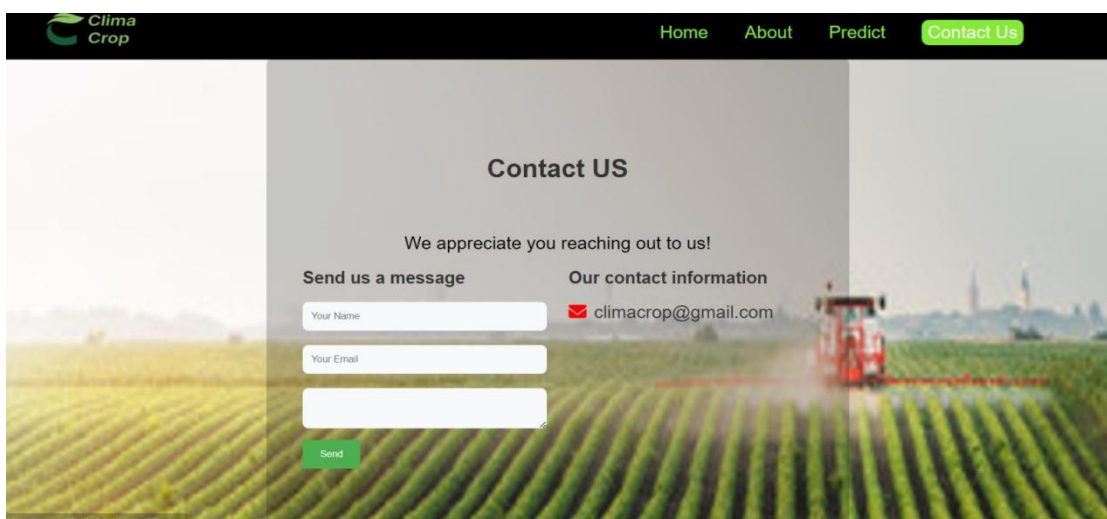 Clima
Crop
Home About Predict Contact Us
Contact US
We appreciate you reaching out to us!
Send us a message
Your Name
Your Email
Send
Our contact information
climacrop@gmail.com